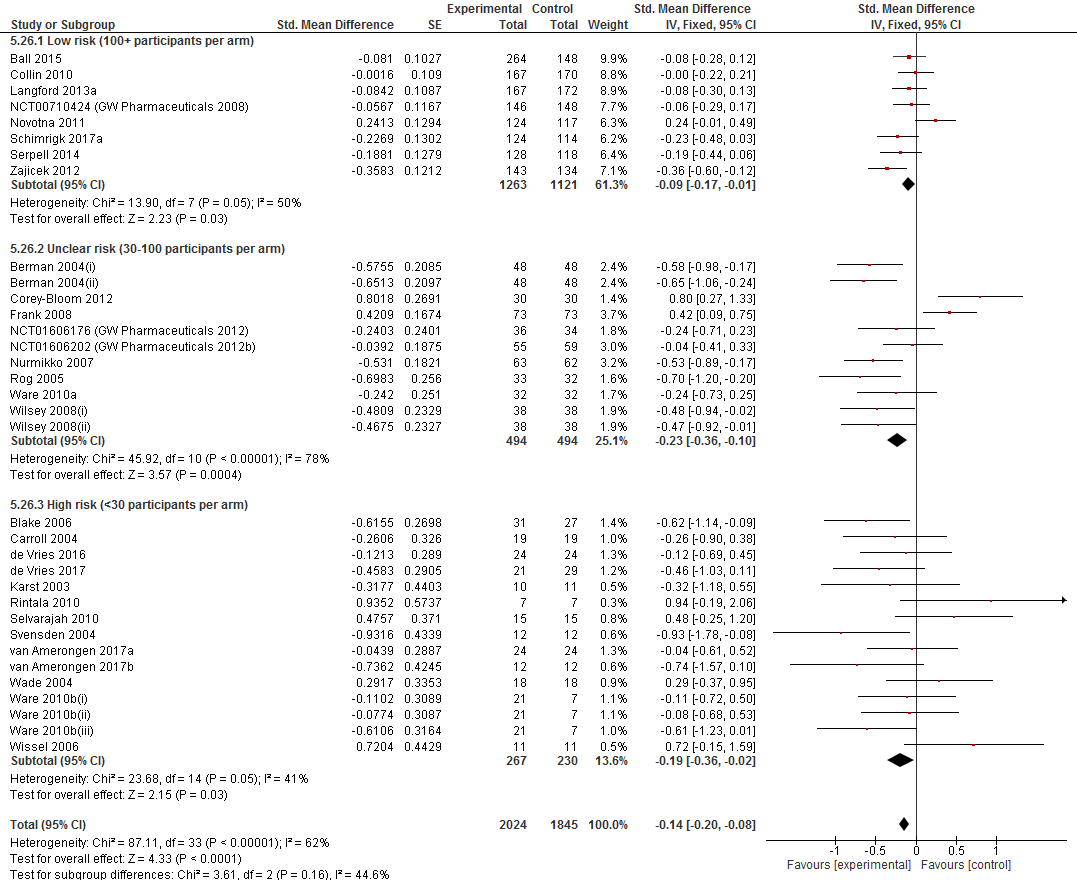 Experimental Control Std. Mean Difference Std. Mean Difference
Study or Subgroup Std. Mean Difference SE Total Total Weight IV, Fixed, 95% CI IV, Fixed, 95% CI
5.26.1 Low risk (100+ participants per arm)
Ball 2015 -0.081 0.1027 264 148 9.9% -0.08 [-0.28, 0.12]
Collin 2010 -0.0016 0.109 167 170 8.8% -0.00 [-0.22, 0.21]
Langford 2013a -0.0842 0.1087 167 172 8.9% -0.08 [-0.30, 0.13]
NCT00710424 (GW Pharmaceuticals 2008) -0.0567 0.1167 146 148 7.7% -0.06 [-0.29, 0.17]
Novotna 2011 0.2413 0.1294 124 117 6.3% 0.24 [-0.01, 0.49]
Schimrigk 2017a -0.2269 0.1302 124 114 6.2% -0.23 [-0.48, 0.03]
Serpell 2014 -0.1881 0.1279 128 118 6.4% -0.19 [-0.44, 0.06]
Zajicek 2012 -0.3583 0.1212 143 134 7.1% -0.36 [-0.60, -0.12]
Subtotal (95% CI) 1263 1121 61.3% -0.09 [-0.17, -0.01]
Heterogeneity: Chi² = 13.90, df = 7 (P = 0.05); I² = 50%
Test for overall effect: Z = 2.23 (P = 0.03)
5.26.2 Unclear risk (30-100 participants per arm)
Berman 2004(i) -0.5755 0.2085 48 48 2.4% -0.58 [-0.98, -0.17]
Berman 2004(ii) -0.6513 0.2097 48 48 2.4% -0.65 [-1.06, -0.24]
Corey-Bloom 2012 0.8018 0.2691 30 30 1.4% 0.80 [0.27, 1.33]
Frank 2008 0.4209 0.1674 73 73 3.7% 0.42 [0.09, 0.75]
NCT01606176 (GW Pharmaceuticals 2012) -0.2403 0.2401 36 34 1.8% -0.24 [-0.71, 0.23]
NCT01606202 (GW Pharmaceuticals 2012b) -0.0392 0.1875 55 59 3.0% -0.04 [-0.41, 0.33]
Nurmikko 2007 -0.531 0.1821 63 62 3.2% -0.53 [-0.89, -0.17]
Rog 2005 -0.6983 0.256 33 32 1.6% -0.70 [-1.20, -0.20]
Ware 2010a -0.242 0.251 32 32 1.7% -0.24 [-0.73, 0.25]
Wilsey 2008(i) -0.4809 0.2329 38 38 1.9% -0.48 [-0.94, -0.02]
Wilsey 2008(ii) -0.4675 0.2327 38 38 1.9% -0.47 [-0.92, -0.01]
Subtotal (95% CI) 494 494 25.1% -0.23 [-0.36, -0.10]
Heterogeneity: Chi² = 45.92, df = 10 (P < 0.00001); I² = 78%
Test for overall effect: Z = 3.57 (P = 0.0004)
5.26.3 High risk (<30 participants per arm)
Blake 2006 -0.6155 0.2698 31 27 1.4% -0.62 [-1.14, -0.09]
Carroll 2004 -0.2606 0.326 19 19 1.0% -0.26 [-0.90, 0.38]
de Vries 2016 -0.1213 0.289 24 24 1.3% -0.12 [-0.69, 0.45]
de Vries 2017 -0.4583 0.2905 21 29 1.2% -0.46 [-1.03, 0.11]
Karst 2003 -0.3177 0.4403 10 11 0.5% -0.32 [-1.18, 0.55]
Rintala 2010 0.9352 0.5737 7 7 0.3% 0.94 [-0.19, 2.06]
Selvarajah 2010 0.4757 0.371 15 15 0.8% 0.48 [-0.25, 1.20]
Svensden 2004 -0.9316 0.4339 12 12 0.6% -0.93 [-1.78, -0.08]
van Amerongen 2017a -0.0439 0.2887 24 24 1.3% -0.04 [-0.61, 0.52]
van Amerongen 2017b -0.7362 0.4245 12 12 0.6% -0.74 [-1.57, 0.10]
Wade 2004 0.2917 0.3353 18 18 0.9% 0.29 [-0.37, 0.95]
Ware 2010b(i) -0.1102 0.3089 21 7 1.1% -0.11 [-0.72, 0.50]
Ware 2010b(ii) -0.0774 0.3087 21 7 1.1% -0.08 [-0.68, 0.53]
Ware 2010b(iii) -0.6106 0.3164 21 7 1.0% -0.61 [-1.23, 0.01]
Wissel 2006 0.7204 0.4429 11 11 0.5% 0.72 [-0.15, 1.59]
Subtotal (95% CI) 267 230 13.6% -0.19 [-0.36, -0.02]
Heterogeneity: Chi² = 23.68, df = 14 (P = 0.05); I² = 41%
Test for overall effect: Z = 2.15 (P = 0.03)
Total (95% CI) 2024 1845 100.0% -0.14 [-0.20, -0.08]
Heterogeneity: Chi² = 87.11, df = 33 (P < 0.00001); I² = 62%
Test for overall effect: Z = 4.33 (P < 0.0001)
Test for subgroup differences: Chi² = 3.61, df = 2 (P = 0.16), I² = 44.6%
-1 -0.5 0 0.5 1
Favours [experimental] Favours [control]